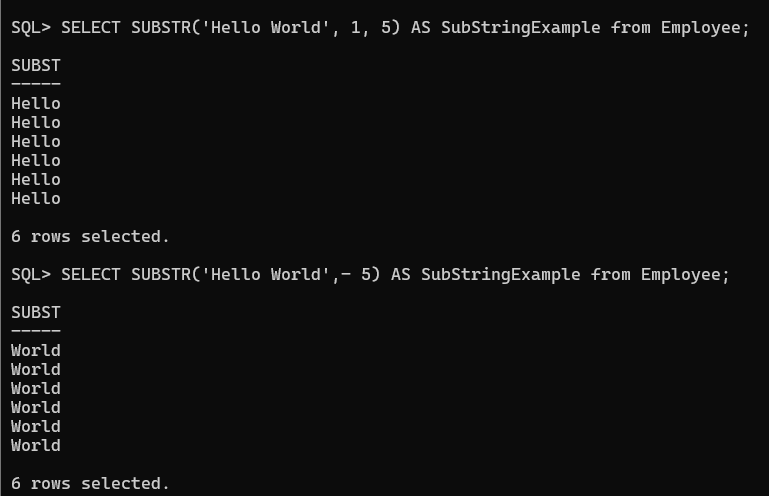 SQL> SELECT SUBSTR('Hello World', 1, 5) AS SubStringExample from Employee;
SUBST
-----
Hello
Hello
Hello
Hello
Hello
Hello
6 rows selected.
SQL> SELECT SUBSTR('Hello World',- 5) AS SubStringExample from Employee;
SUBST
-----
World
World
World
World
World
World
6 rows selected.